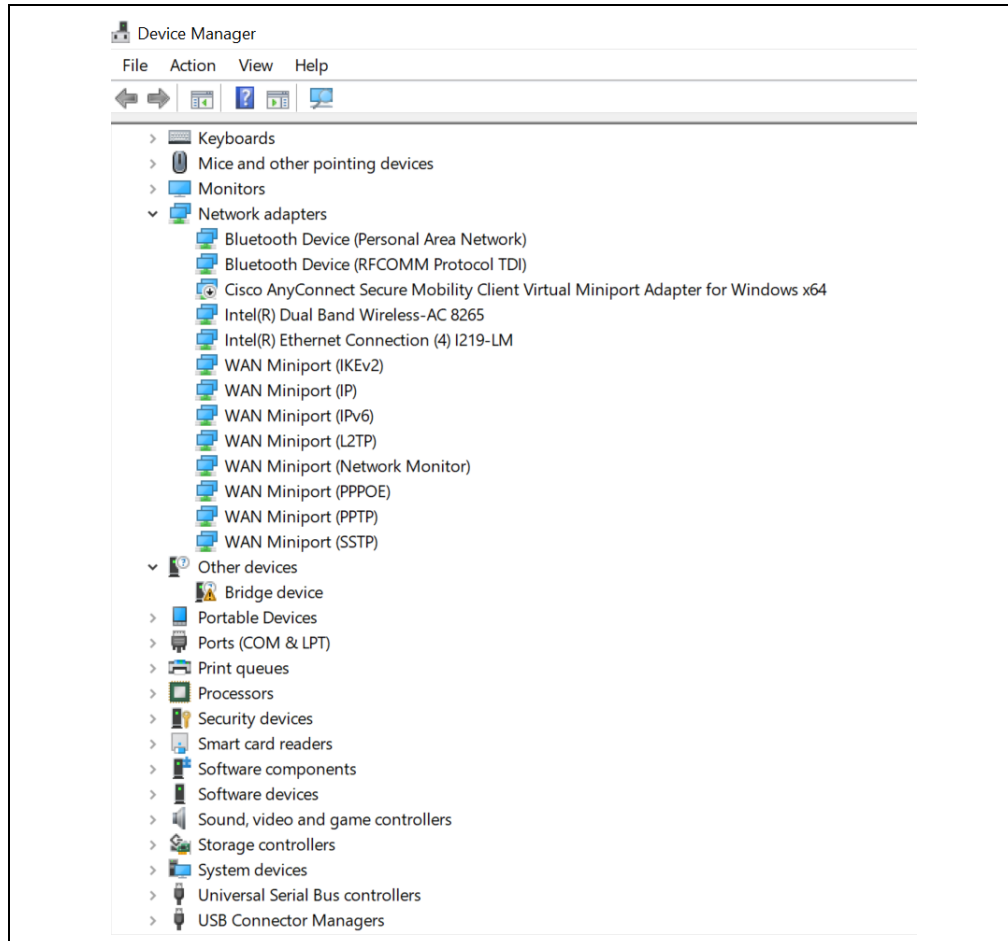 Device Manager
File Action View Help
Keyboards
Mice and other pointing devices
Monitors
Network adapters
Bluetooth Device (Personal Area Network)
Bluetooth Device (RFCOMM Protocol TDI)
Cisco AnyConnect Secure Mobility Client Virtual Miniport Adapter for Windows x64
Intel(R) Dual Band Wireless-AC 8265
Intel(R) Ethernet Connection (4) I219-LM
WAN Miniport (IKEv2)
WAN Miniport (IP)
WAN Miniport (IPv6)
WAN Miniport (L2TP)
WAN Miniport (Network Monitor)
WAN Miniport (PPPOE)
WAN Miniport (PPTP)
WAN Miniport (SSTP)
Other devices
Bridge device
Portable Devices
Ports (COM & LPT)
Print queues
Processors
Security devices
Smart card readers
Software components
Software devices
Sound, video and game controllers
Storage controllers
System devices
Universal Serial Bus controllers
USB Connector Managers